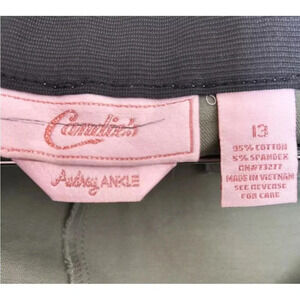 Candie's
Audrey ANKLE
13
95% COTTON
5% SPANDEX
RN#73277
MADE IN VIETNAM
SEE REVERSE
FOR CARE